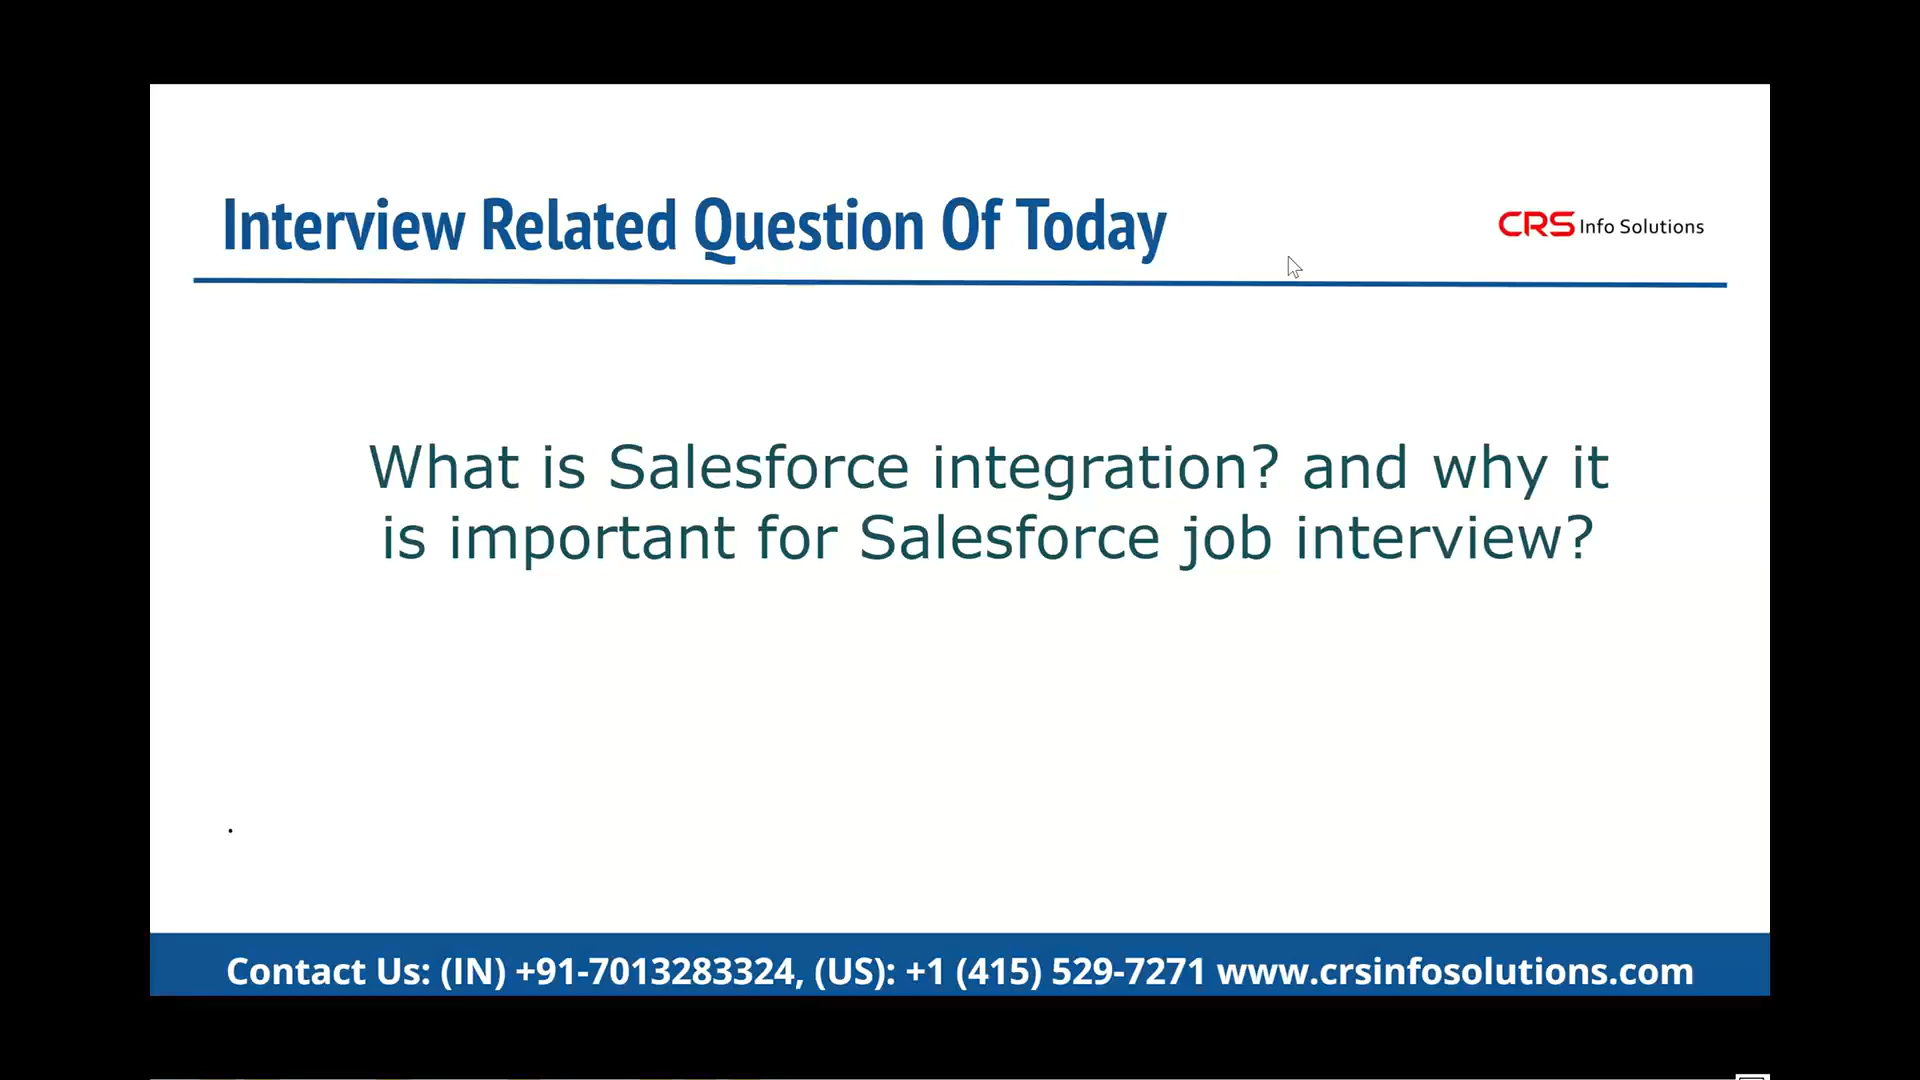 Interview Related Question Of Today
CRS Info Solutions
What is Salesforce integration? and why it
is important for Salesforce job interview?
.
Contact Us: (IN) +91-7013283324, (US): +1 (415) 529-7271 www.crsinfosolutions.com